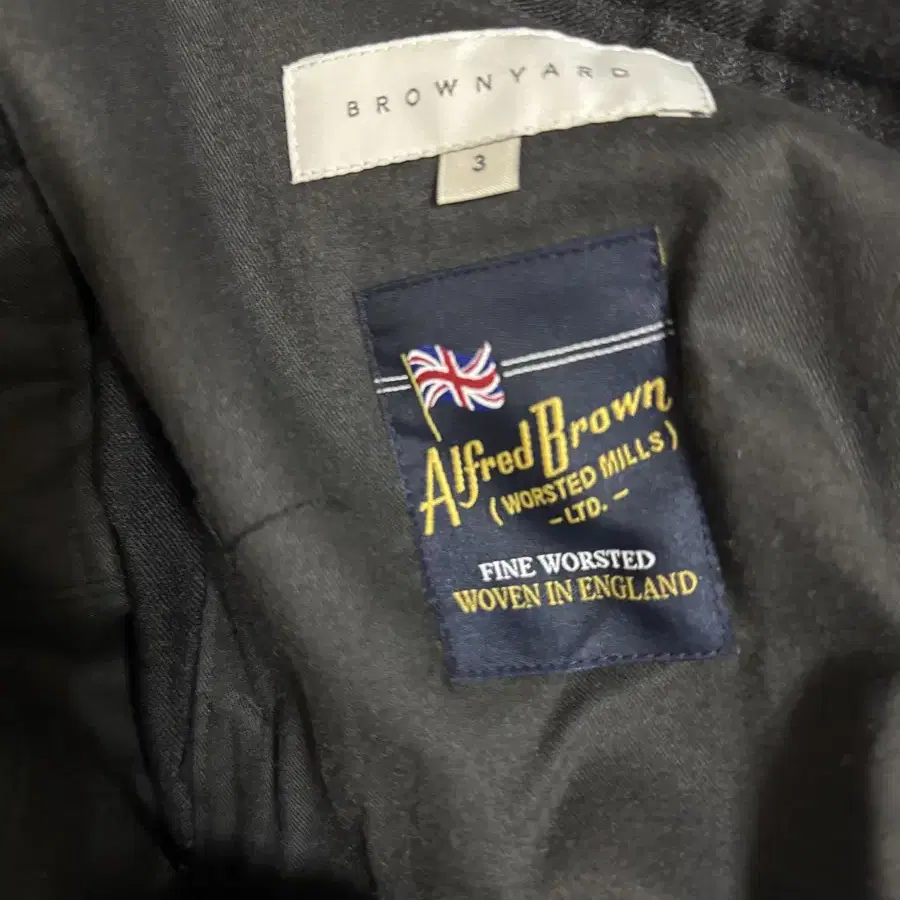 BROWNYARD
3
Alfred Brown
(WORSTED MILLS)
-LTD.-
FINE WORSTED
WOVEN IN ENGLAND